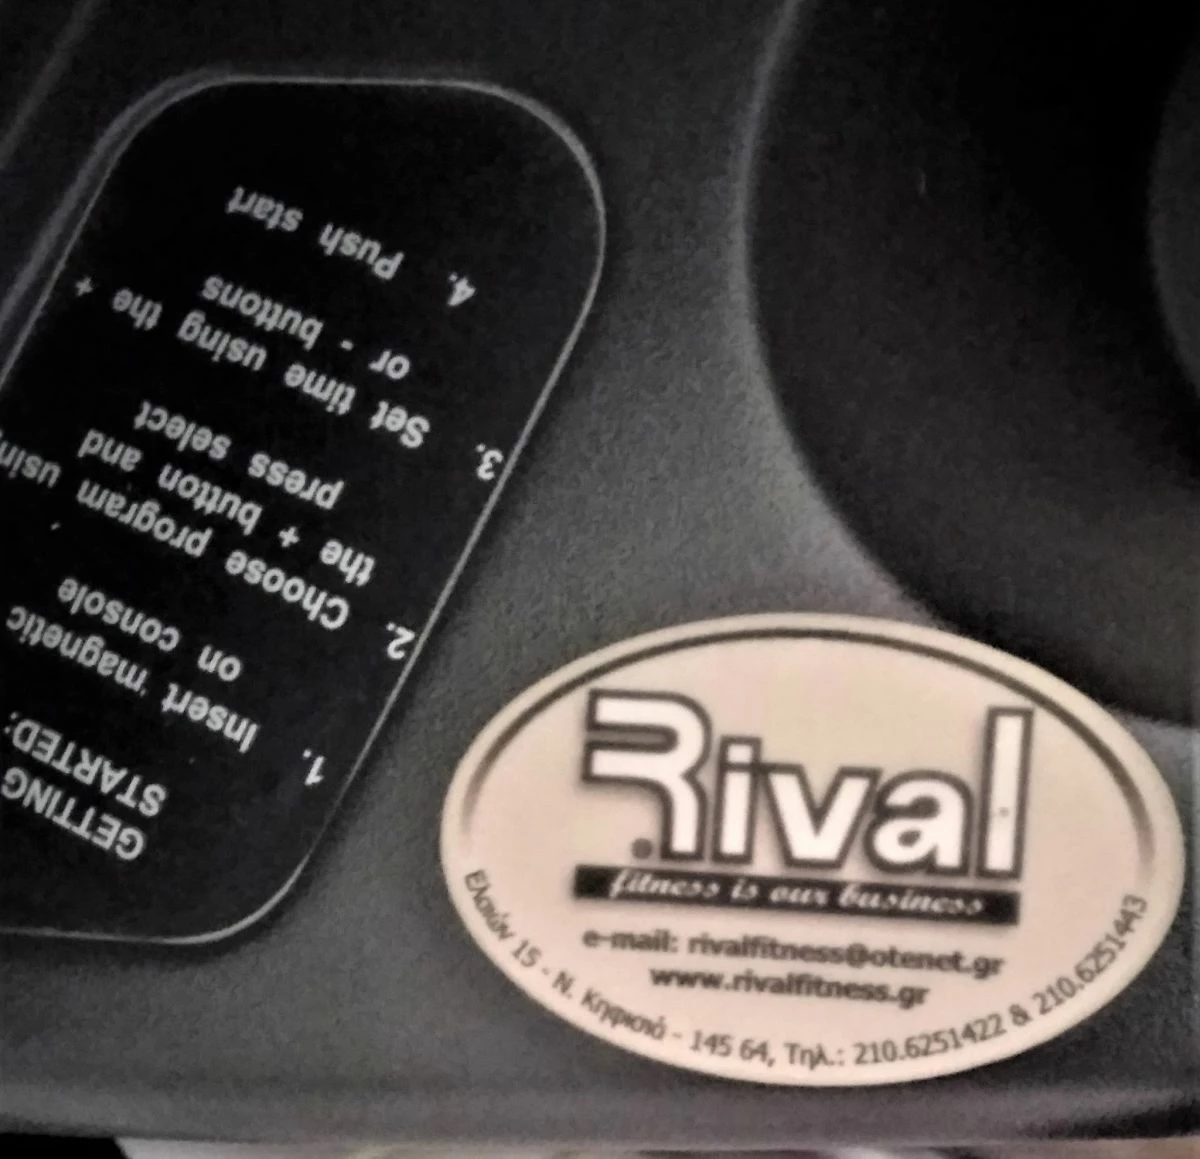 GETTING
STARTED:
1. Insert magnetic
on console
2. Choose program using
the + button and
press select
3. Set time using the +
or - buttons
4. Push start
Rival
fitness is our business
e-mail: rivalfitness@otenet.gr
www.rivalfitness.gr
Ελαιών 15 - Ν. Κηφισιά - 145 64, Τηλ.: 210.6251422 & 210.6251443